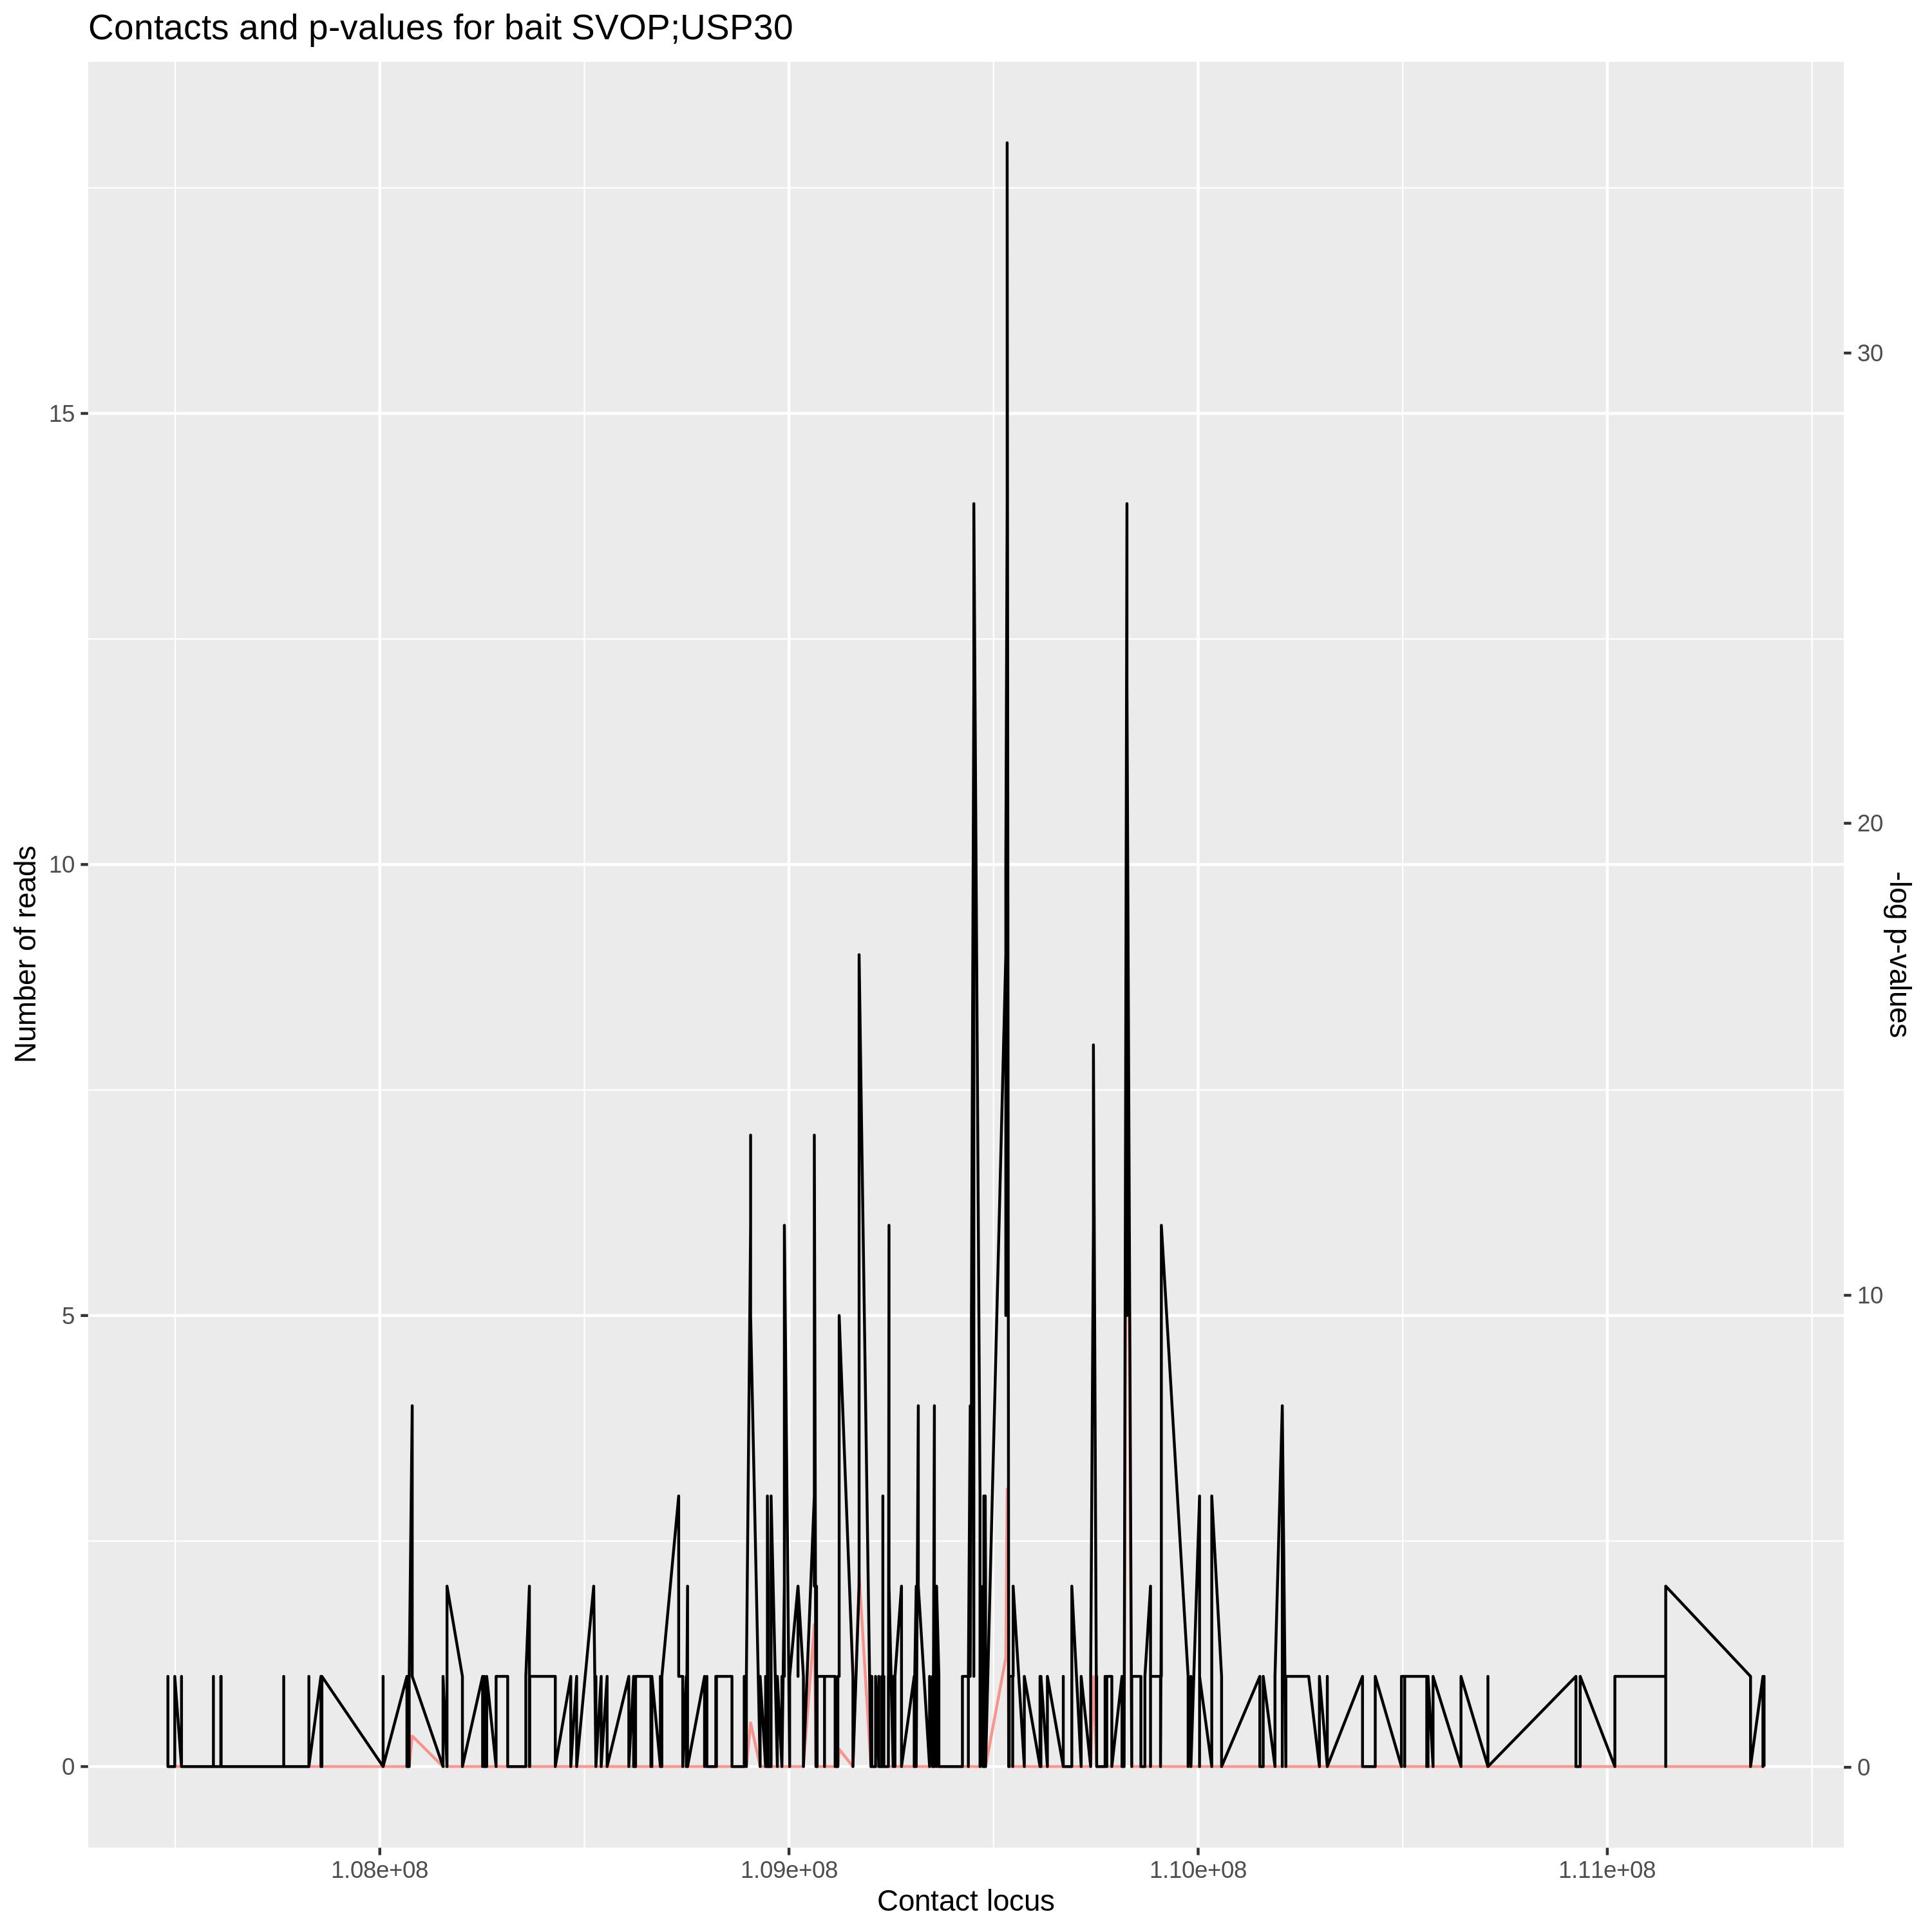 Contacts and p-values for bait SVOP;USP30
Number of reads
15
10
5
0
30
20
10
0
-log p-values
1.08e+08
1.09e+08
1.10e+08
1.11e+08
Contact locus